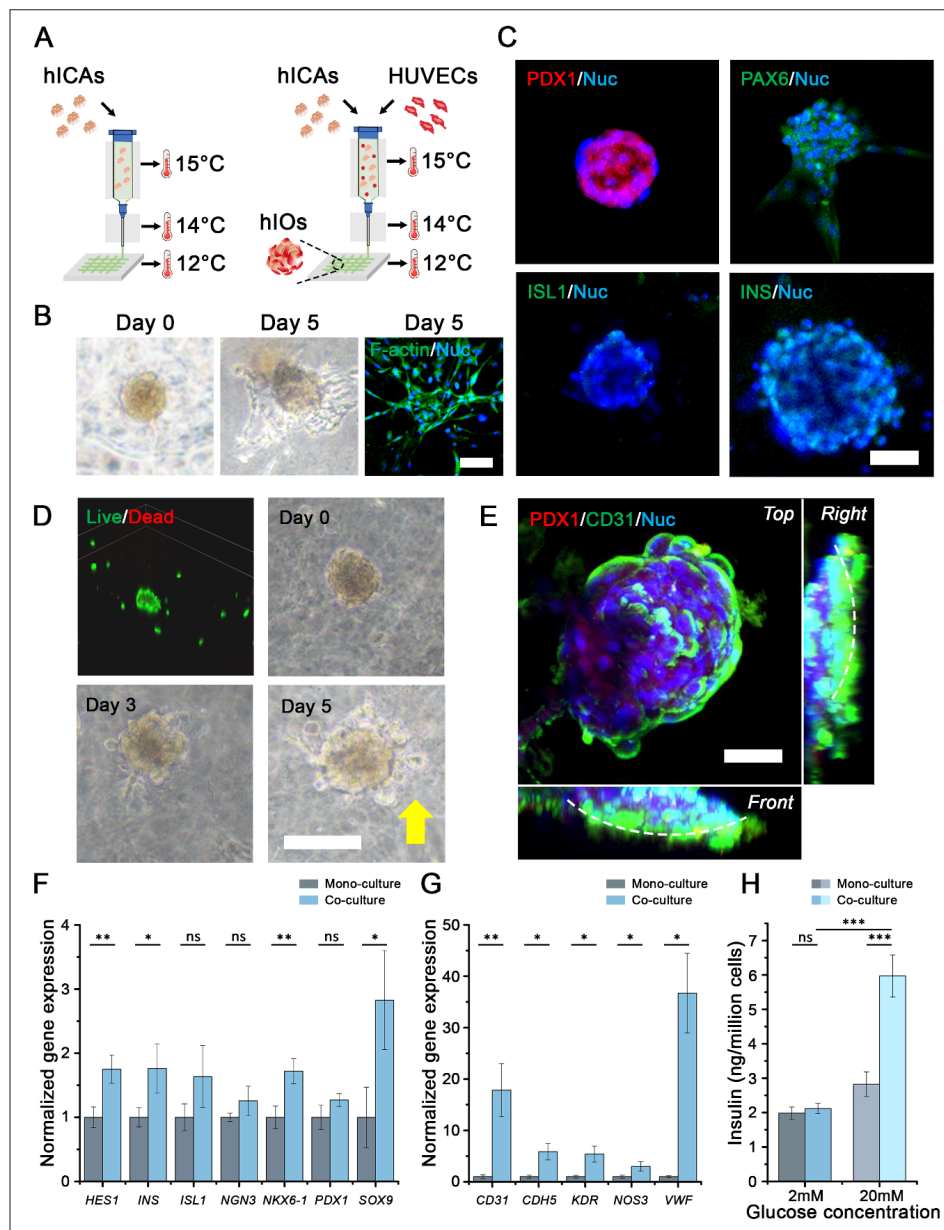 A
hICAs
hICAs
HUVECs
15°C
15°C
14°C
14°C
hIOs
12°C
12°C
B
Day 0
Day 5
Day 5
F-actin/Nuc
C
PDX1/Nuc
PAX6/Nuc
ISL1/Nuc
INS/Nuc
D
Live/Dead
Day 0
Day 3
Day 5
E
PDX1/CD31/Nuc
Top
Right
Front
F
Mono-culture
Co-culture
Normalized gene expression
4
3
2
1
0
**
*
ns
ns
**
ns
*
HES1 INS ISL1 NGN3 NKX6-1 PDX1 SOX9
G
Mono-culture
Co-culture
Normalized gene expression
50
40
30
20
10
0
**
*
*
*
*
CD31 CDH5 KDR NOS3 VWF
H
Mono-culture
Co-culture
Insulin (ng/million cells)
7
6
5
4
3
2
1
0
ns
***
***
2mM 20mM
Glucose concentration